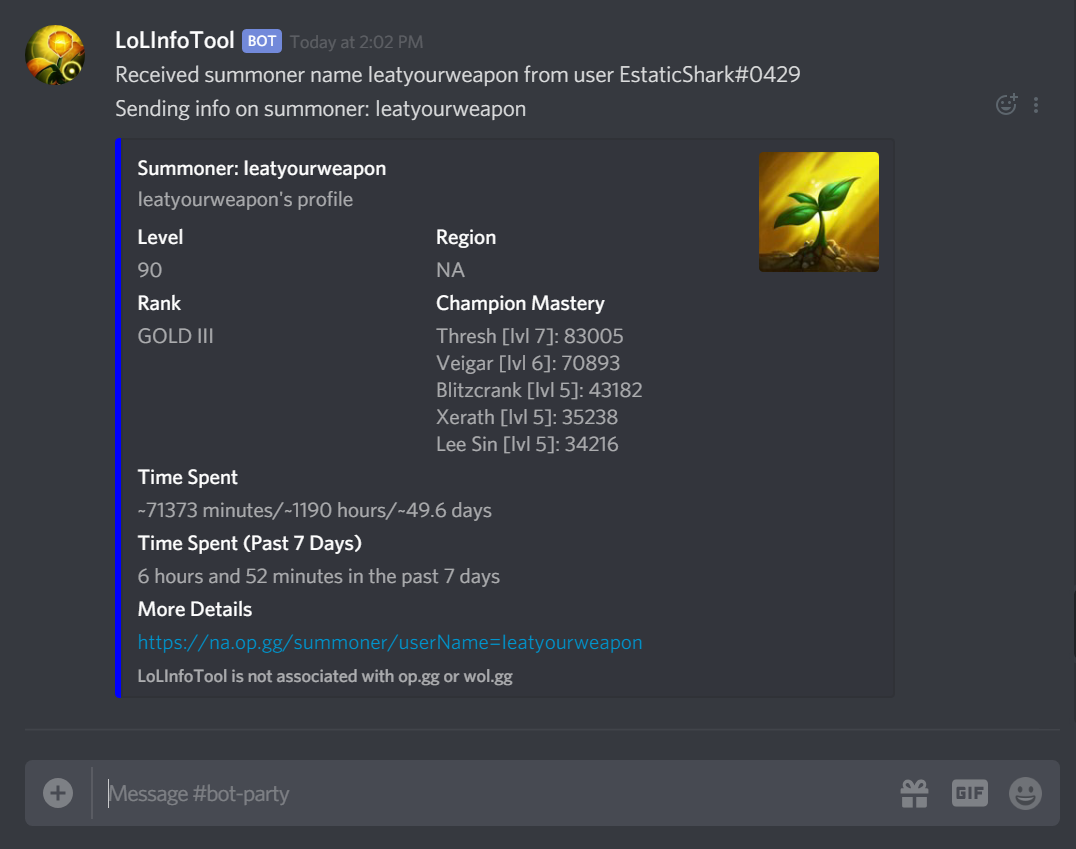 LoLInfoTool BOT Today at 2:02 PM
Received summoner name leatyourweapon from user EstaticShark#0429
Sending info on summoner: leatyourweapon
Summoner: leatyourweapon
leatyourweapon's profile
Level Region
90 NA
Rank Champion Mastery
GOLD III Thresh [lvl 7]: 83005
Veigar [lvl 6]: 70893
Blitzcrank [lvl 5]: 43182
Xerath [lvl 5]: 35238
Lee Sin [lvl 5]: 34216
Time Spent
~71373 minutes/~1190 hours/~49.6 days
Time Spent (Past 7 Days)
6 hours and 52 minutes in the past 7 days
More Details
https://na.op.gg/summoner/userName=leatyourweapon
LoLInfoTool is not associated with op.gg or wol.gg
Message #bot-party GIF